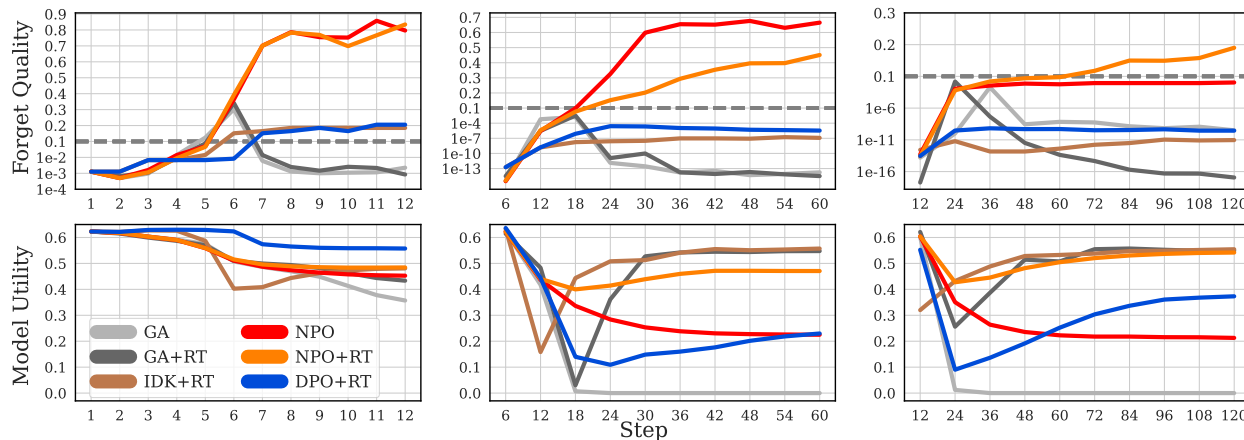 Forget Quality
0.9
0.8
0.7
0.6
0.5
0.4
0.3
0.2
0.1
1e-2
1e-3
1e-4
1 2 3 4 5 6 7 8 9 10 11 12
0.7
0.6
0.5
0.4
0.3
0.2
0.1
1e-4
1e-7
1e-10
1e-13
6 12 18 24 30 36 42 48 54 60
0.3
0.2
0.1
1e-6
1e-11
1e-16
12 24 36 48 60 72 84 96 108 120
Model Utility
0.6
0.5
0.4
0.3
0.2
0.1
0.0
GA
GA+RT
IDK+RT
NPO
NPO+RT
DPO+RT
1 2 3 4 5 6 7 8 9 10 11 12
0.6
0.5
0.4
0.3
0.2
0.1
0.0
6 12 18 24 30 36 42 48 54 60
0.6
0.5
0.4
0.3
0.2
0.1
0.0
12 24 36 48 60 72 84 96 108 120
Step